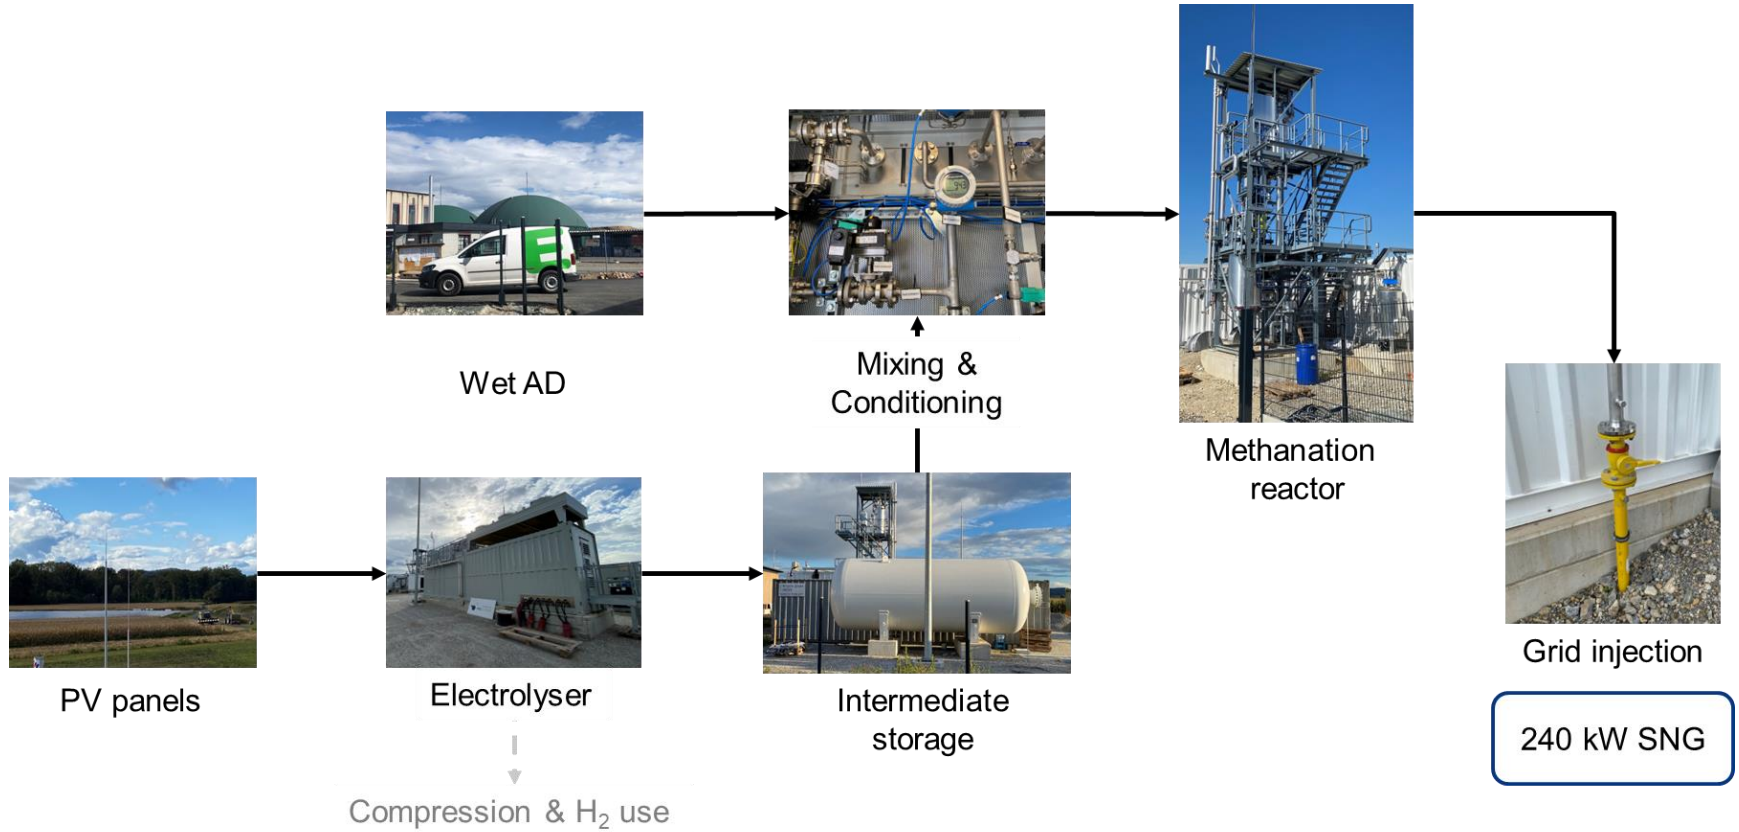 Wet AD
Mixing &
Conditioning
Methanation
reactor
PV panels
Electrolyser
Intermediate
storage
Grid injection
240 kW SNG
Compression & H₂ use